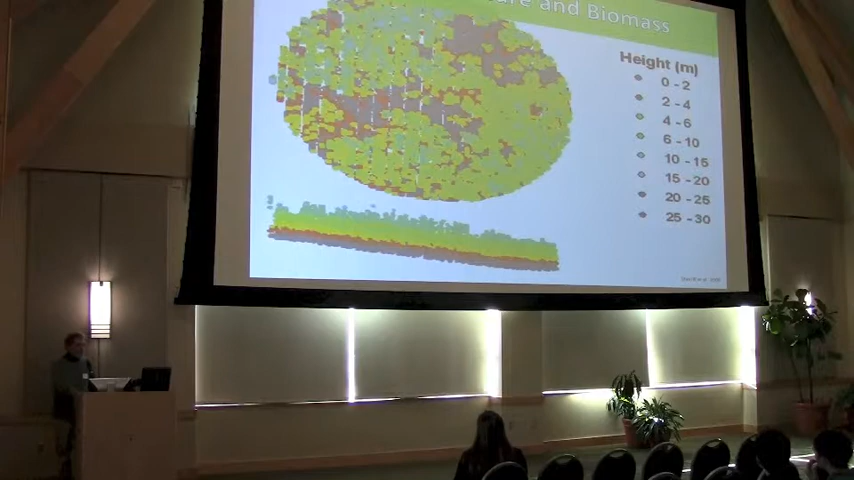 and Biomass
Height (m)
0 - 2
2 - 4
4 - 6
6 - 10
10 - 15
15 - 20
20 - 25
25 - 30